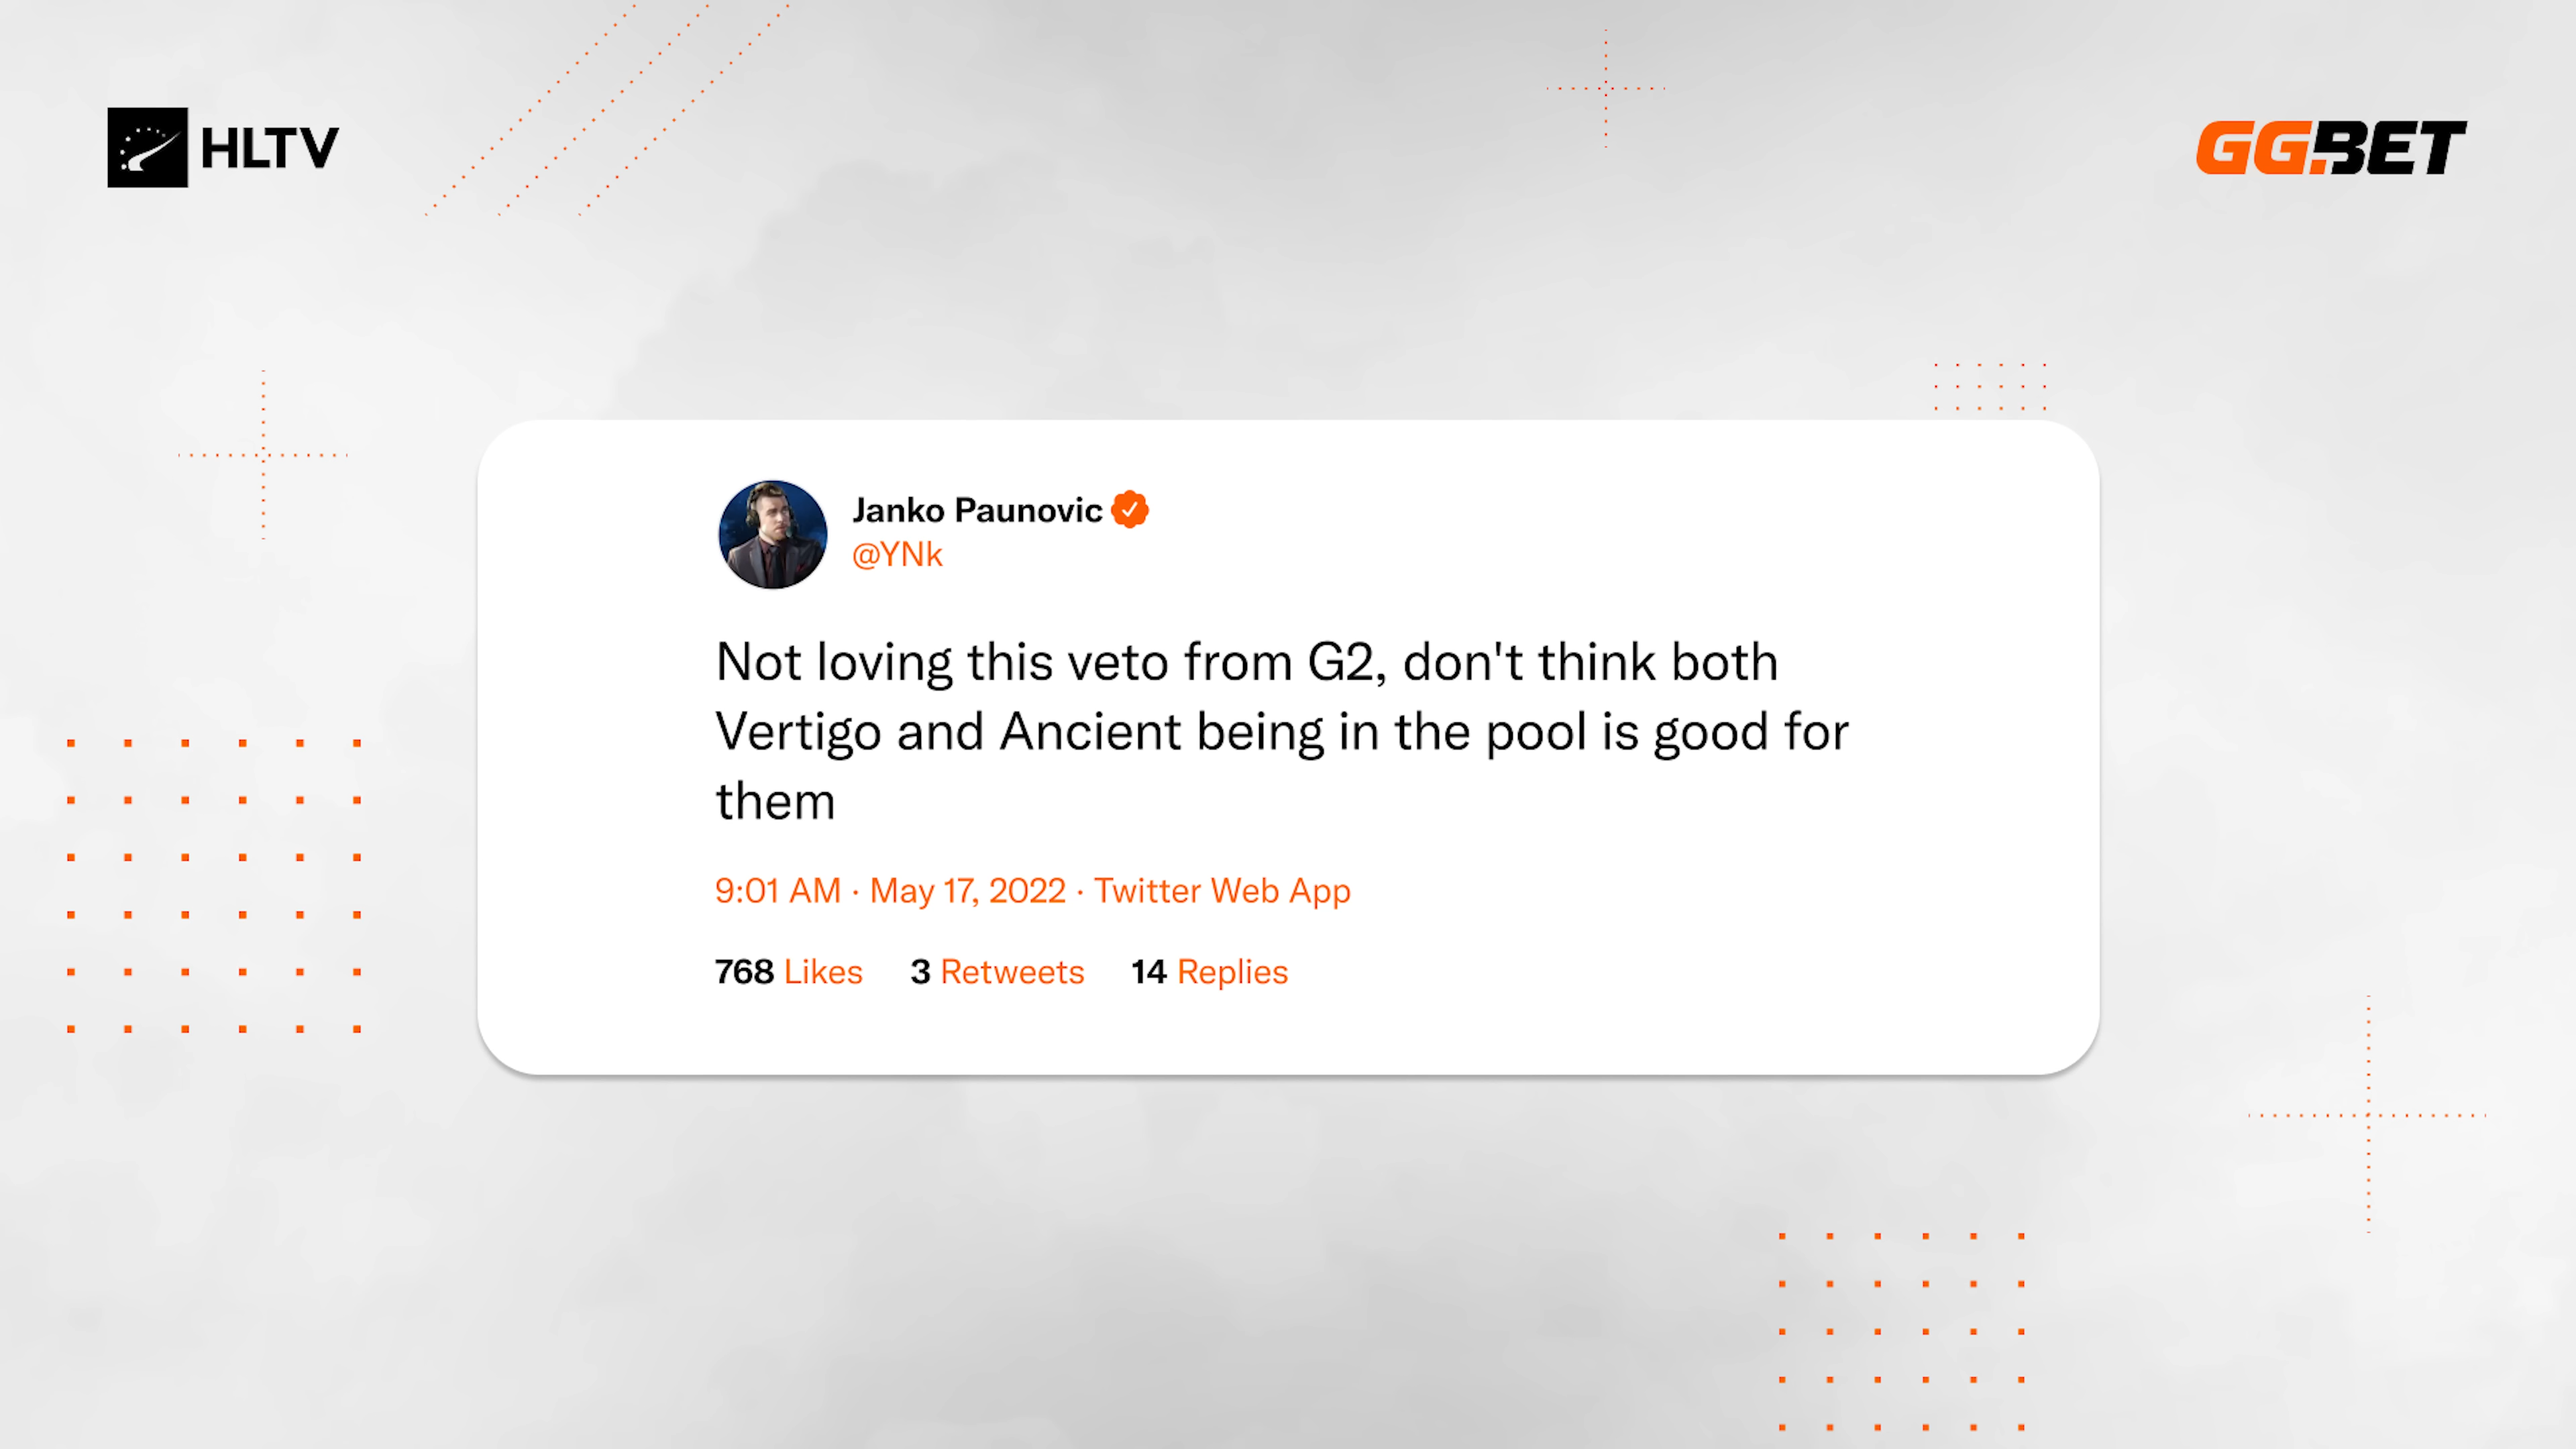 HLTV
GG.BET
Janko Paunovic
@YNk
Not loving this veto from G2, don't think both
Vertigo and Ancient being in the pool is good for
them
9:01 AM · May 17, 2022 · Twitter Web App
768 Likes 3 Retweets 14 Replies